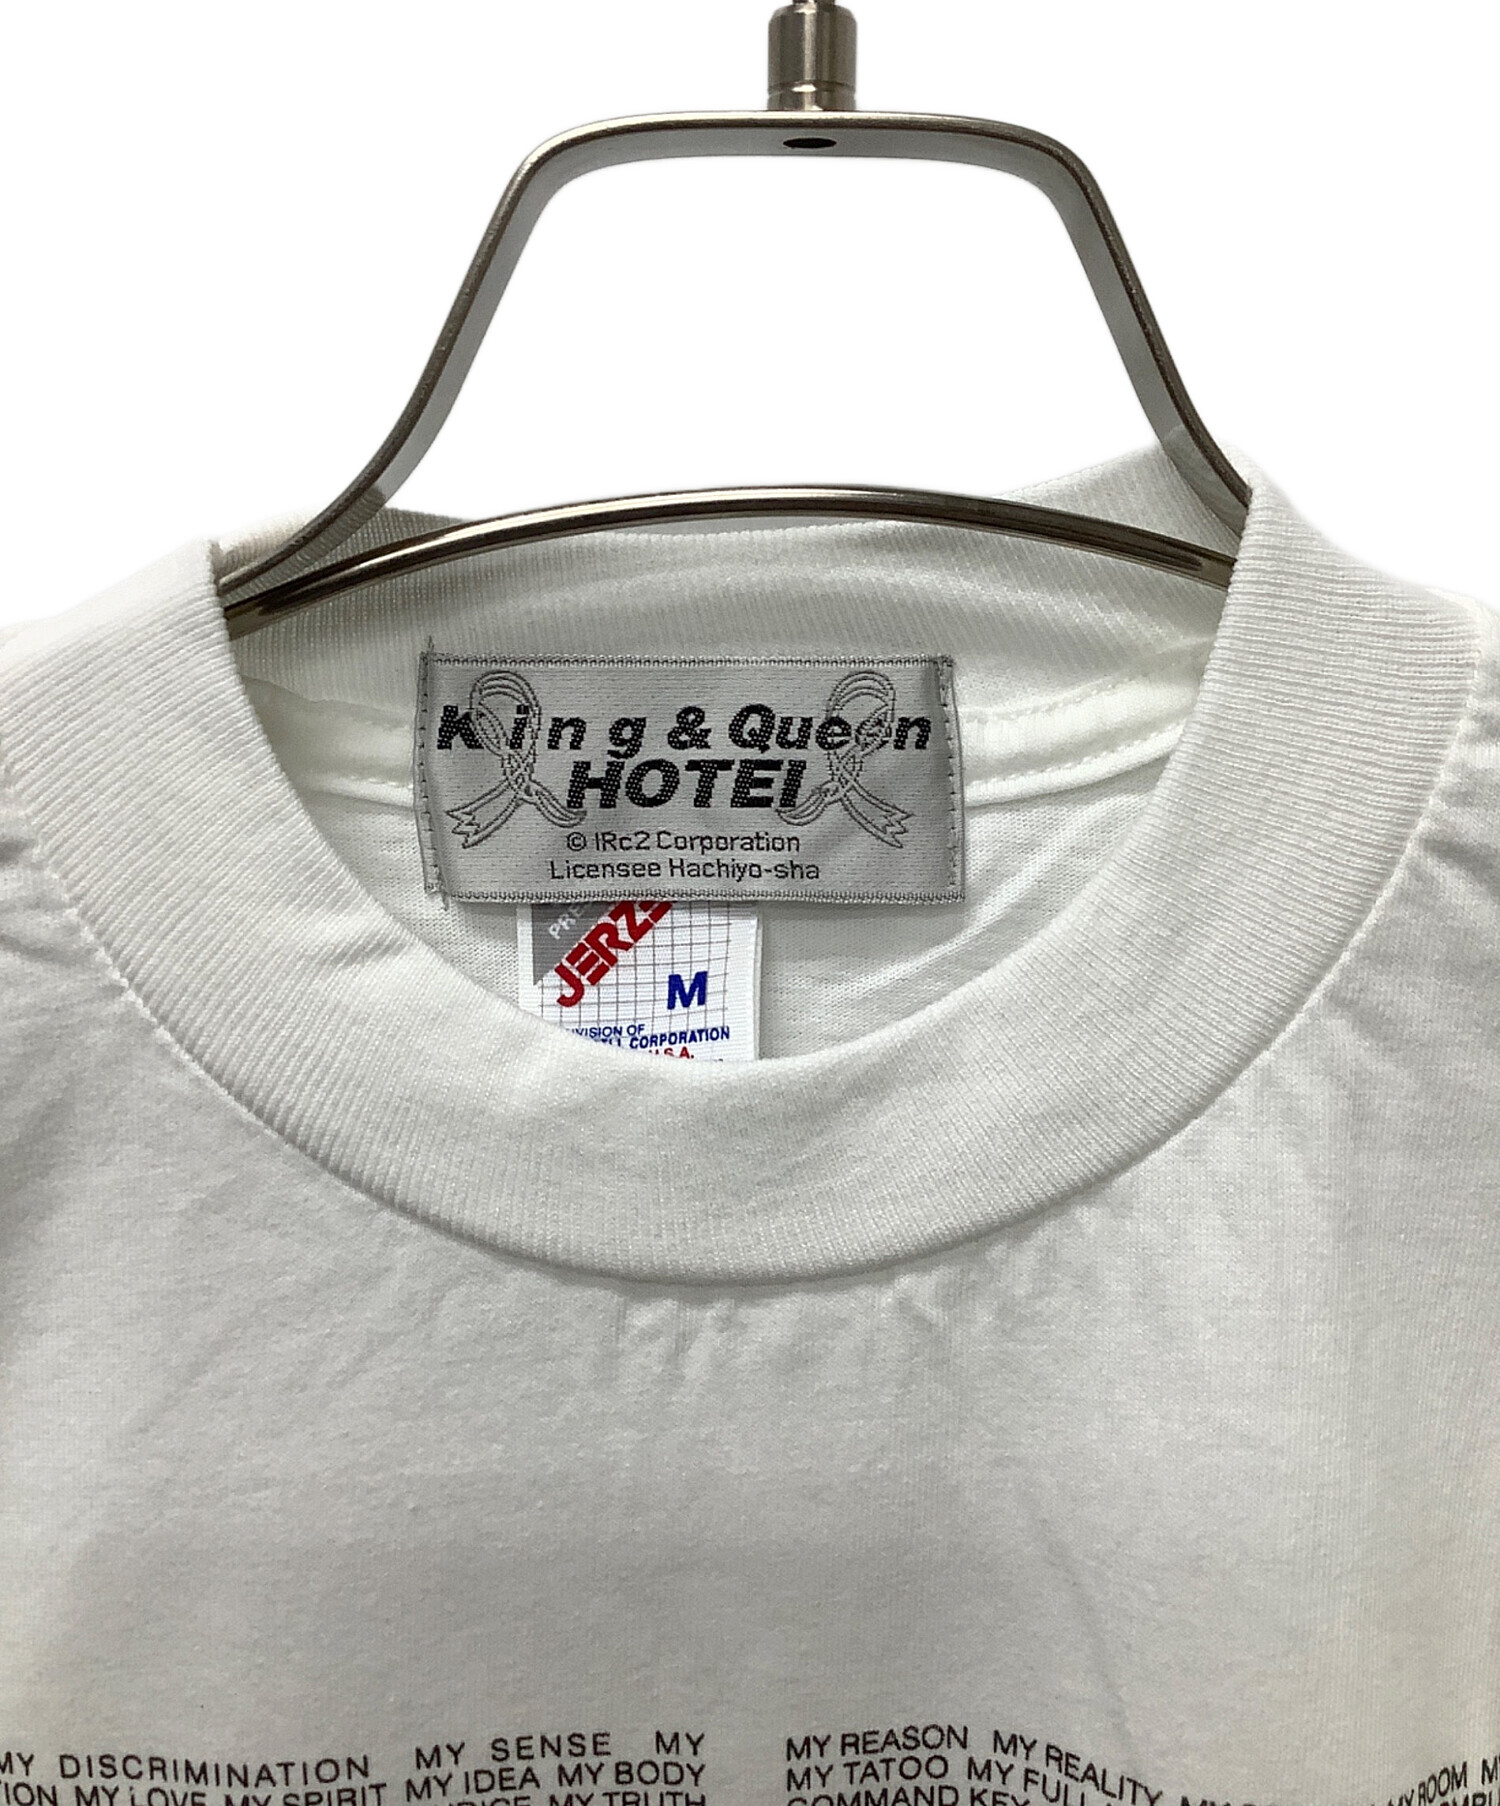 King & Queen
HOTEI
© IRc2 Corporation
Licensee Hachiyo-sha
JERZ
M
CORPORATION
U.S.A.
MY DISCRIMINATION MY SENSE MY
MY LOVE MY SPIRIT MY IDEA MY BODY
MY TRUTH
MY REASON MY REALITY
MY TATOO MY FULL
COMMAND KEY
MY ROOM